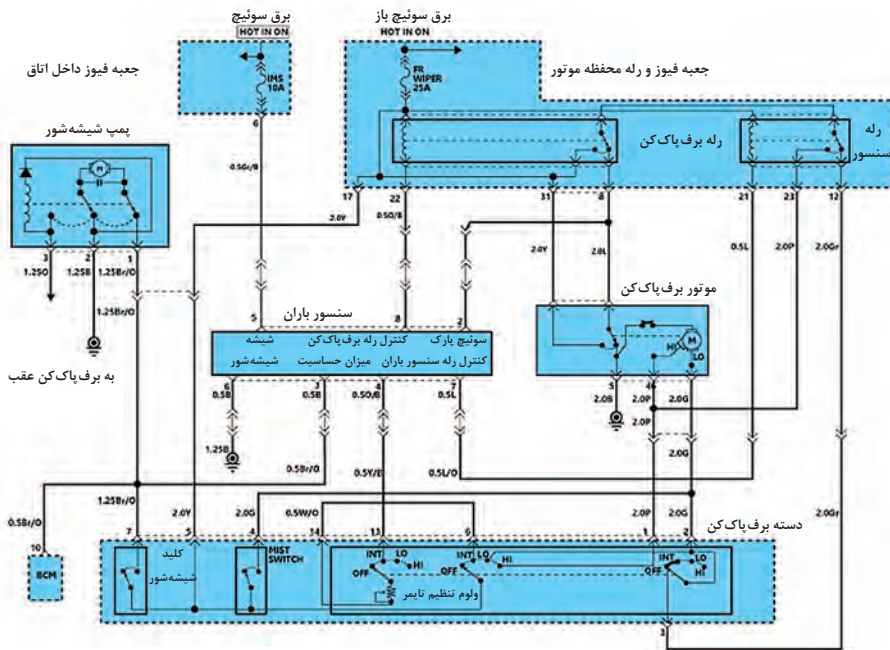 برق سوئیچ
HOT IN ON
برق سوئیچ باز
HOT IN ON
جعبه فیوز داخل اتاق
IMS
10A
FR
WIPER
25A
جعبه فیوز و رله محفظه موتور
پمپ شیشه‌شور
M
رله برف‌پاک‌کن
رله
سنسور
6
17
22
31
8
21
23
12
0.5Gr/B
2.0Y
0.5O/B
2.0Y
2.0L
0.5L
2.0P
2.0Gr
3
2
1
1.25O
1.25B
1.25Br/O
1.25Br/O
موتور برف‌پاک‌کن
M
HI
LO
سنسور باران
5
8
2
شیشه
کنترل رله برف‌پاک‌کن
سوئیچ پارک
شیشه‌شور
میزان حساسیت
کنترل رله سنسور باران
6
3
4
7
0.5B
0.5B
0.5O/B
0.5L
5
46
2.0B
2.0P
2.0G
2.0P
به برف‌پاک‌کن عقب
1.25B
2.0G
0.5Br/O
0.5Y/B
0.5L/O
1.25Br/O
2.0Y
2.0G
0.5W/O
2.0P
2.0G
2.0Gr
0.5Br/O
دسته برف‌پاک‌کن
7
5
4
14
13
6
1
2
10
BCM
کلید
شیشه‌شور
MIST
SWITCH
INT
LO
HI
OFF
INT
LO
HI
OFF
INT
LO
HI
OFF
ولوم تنظیم تایمر
3